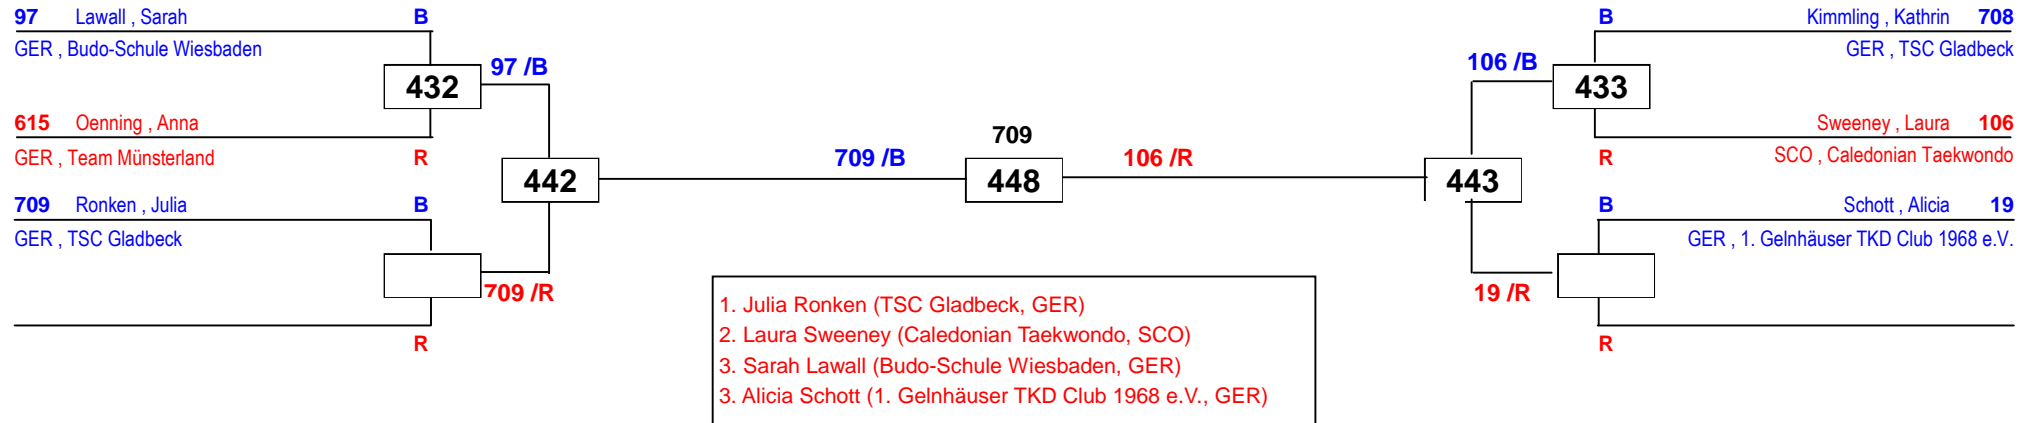 97 Lawall , Sarah B
GER , Budo-Schule Wiesbaden
432
97 /B
615 Oenning , Anna
GER , Team Münsterland R
442
709 Ronken , Julia B
GER , TSC Gladbeck
709 /R
R
709 /B
709
448
106 /R
B Kimmling , Kathrin 708
GER , TSC Gladbeck
106 /B
433
Sweeney , Laura 106
R SCO , Caledonian Taekwondo
443
B Schott , Alicia 19
GER , 1. Gelnhäuser TKD Club 1968 e.V.
19 /R
R
1. Julia Ronken (TSC Gladbeck, GER)
2. Laura Sweeney (Caledonian Taekwondo, SCO)
3. Sarah Lawall (Budo-Schule Wiesbaden, GER)
3. Alicia Schott (1. Gelnhäuser TKD Club 1968 e.V., GER)